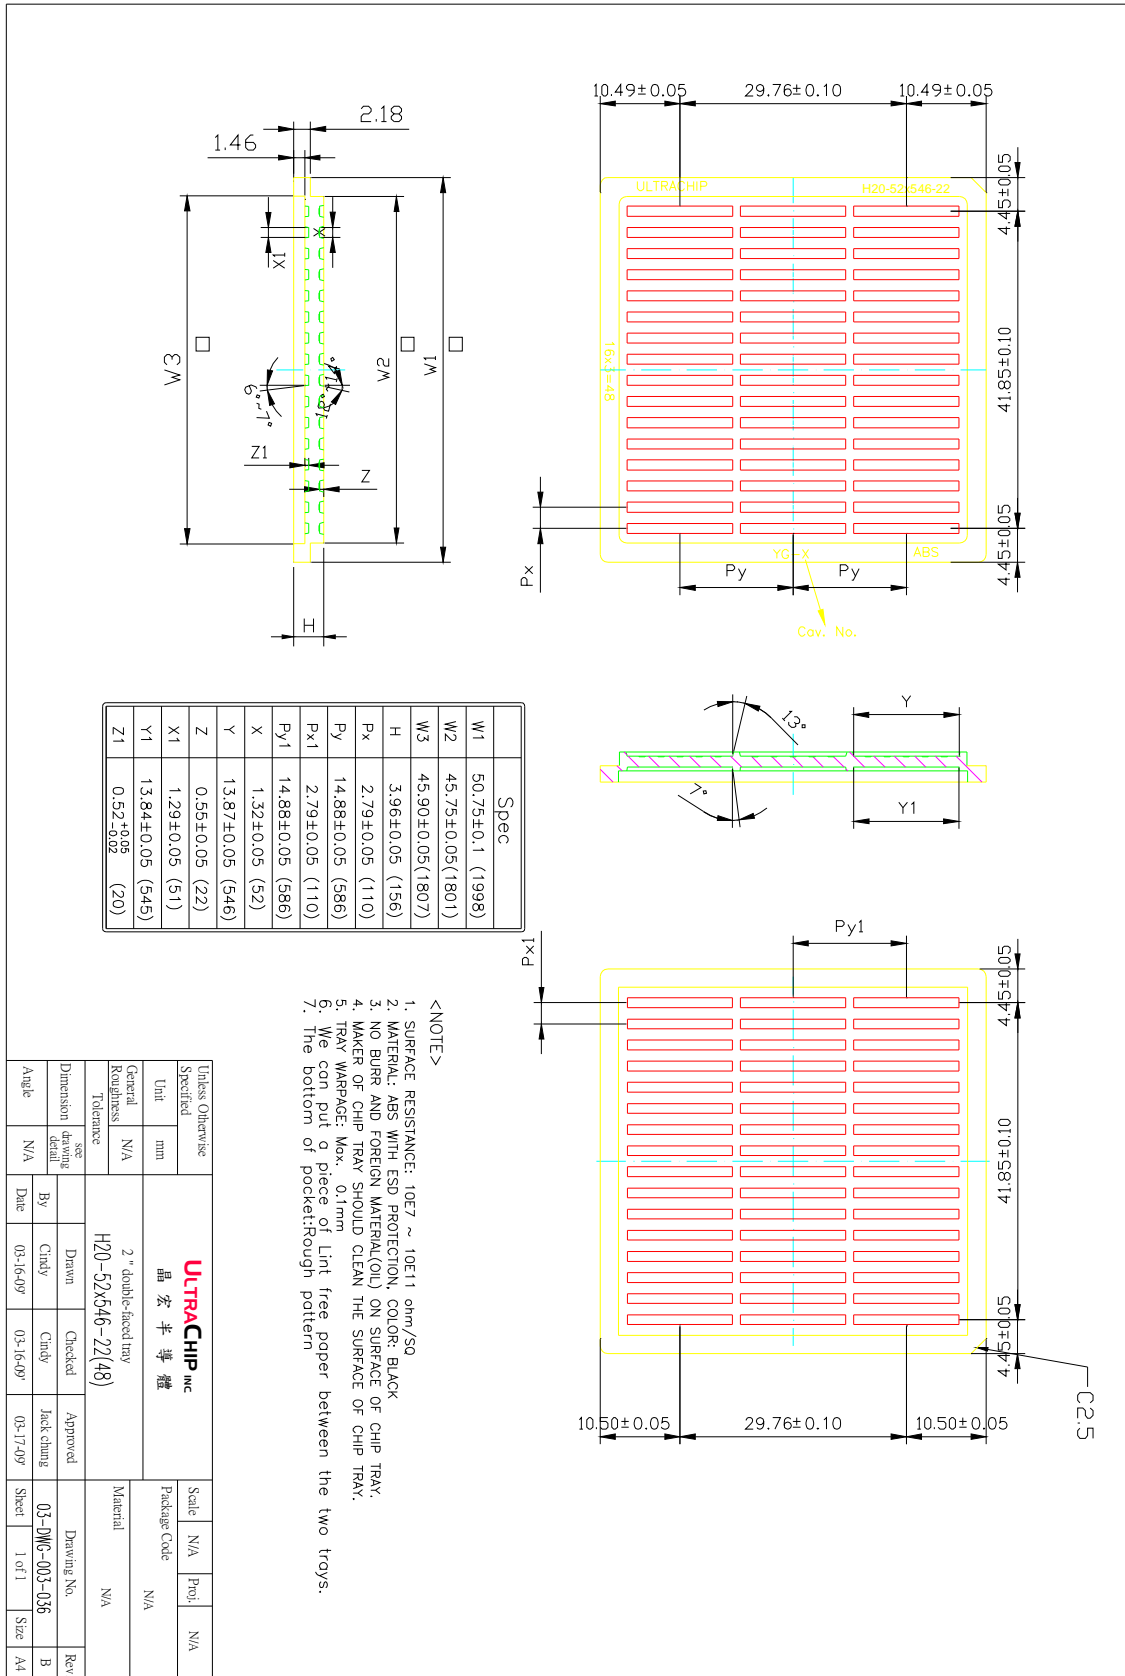 10.49±0.05
29.76±0.10
10.49±0.05
2.18
1.46
4.45±0.05
41.85±0.10
4.45±0.05
ULTRACHIP
H20-52x546-22
YC-X
ABS
Cov. No.
X
X1
W1
W2
W3
6°~7°
Z1
Z
H
Px
Py
Py
13°
7°
Y
Y1
Py1
Px1
4.45±0.05
41.85±0.10
4.45±0.05
C2.5
10.50±0.05
29.76±0.10
10.50±0.05
Spec
W1 50.75±0.1 (1998)
W2 45.75±0.05(1801)
W3 45.90±0.05(1807)
H 3.96±0.05 (156)
Px 2.79±0.05 (110)
Py 14.88±0.05 (586)
Px1 2.79±0.05 (110)
Py1 14.88±0.05 (586)
X 1.32±0.05 (52)
Y 13.87±0.05 (546)
Z 0.55±0.05 (22)
X1 1.29±0.05 (51)
Y1 13.84±0.05 (545)
Z1 0.52 +0.05 -0.02 (20)
<NOTE>
1. SURFACE RESISTANCE: 10E7 ~ 10E11 ohm/SQ
2. MATERIAL: ABS WITH ESD PROTECTION, COLOR: BLACK
3. NO BURR AND FOREIGN MATERIAL(OIL) ON SURFACE OF CHIP TRAY.
4. MAKER OF CHIP TRAY SHOULD CLEAN THE SURFACE OF CHIP TRAY.
5. TRAY WARPAGE: Max. 0.1mm
6. We can put a piece of Lint free paper between the two trays.
7. The bottom of pocket:Rough pattern
Unless Otherwise
Specified
Unit mm
General
Roughness N/A
Tolerance
Dimension see drawing detail
Angle N/A
ULTRACHIP INC
晶宏半導體
2" double-faced tray
H20-52x546-22(48)
Scale N/A Proj. N/A
Package Code N/A
Material N/A
Drawn Checked Approved Drawing No. Rev
By Cindy Cindy Jack chung 03-DWG-003-036 B
Date 03-16-09' 03-16-09' 03-17-09' Sheet 1 of 1 Size A4